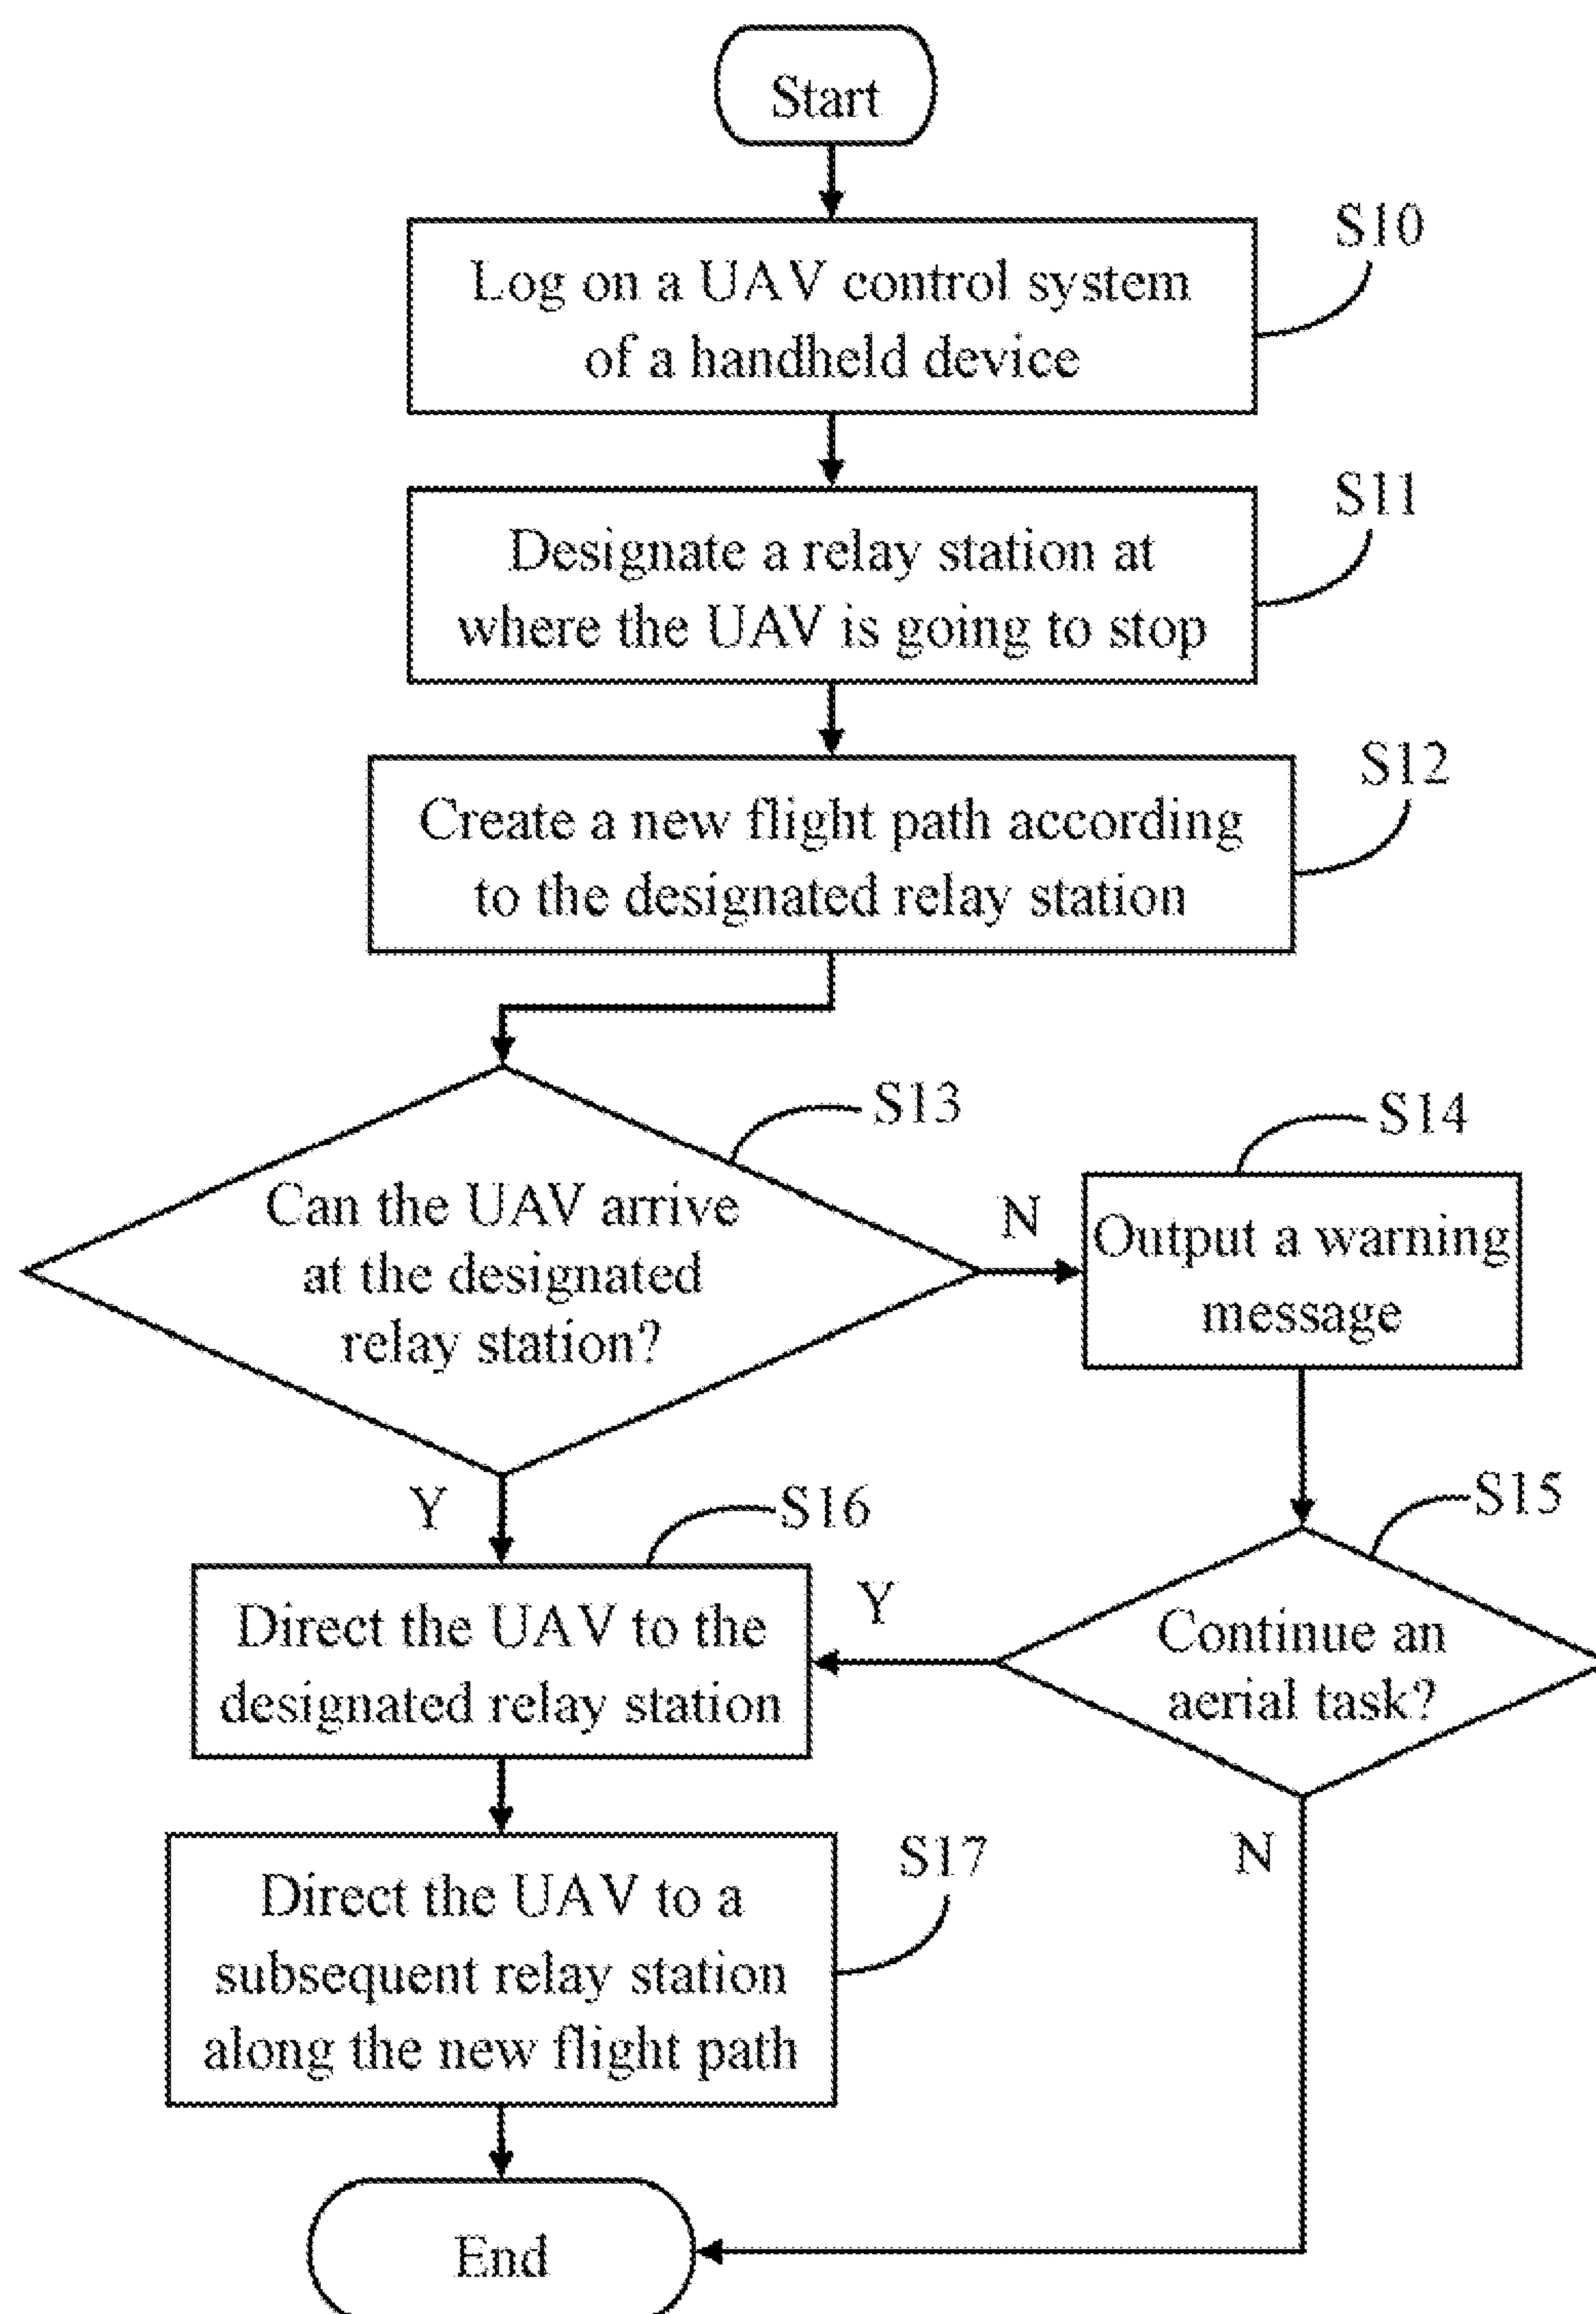 Start
S10
Log on a UAV control system
of a handheld device
S11
Designate a relay station at
where the UAV is going to stop
S12
Create a new flight path according
to the designated relay station
S13
Can the UAV arrive
at the designated
relay station?
N
S14
Output a warning
message
Y
S16
Direct the UAV to the
designated relay station
Y
S15
Continue an
aerial task?
N
S17
Direct the UAV to a
subsequent relay station
along the new flight path
End